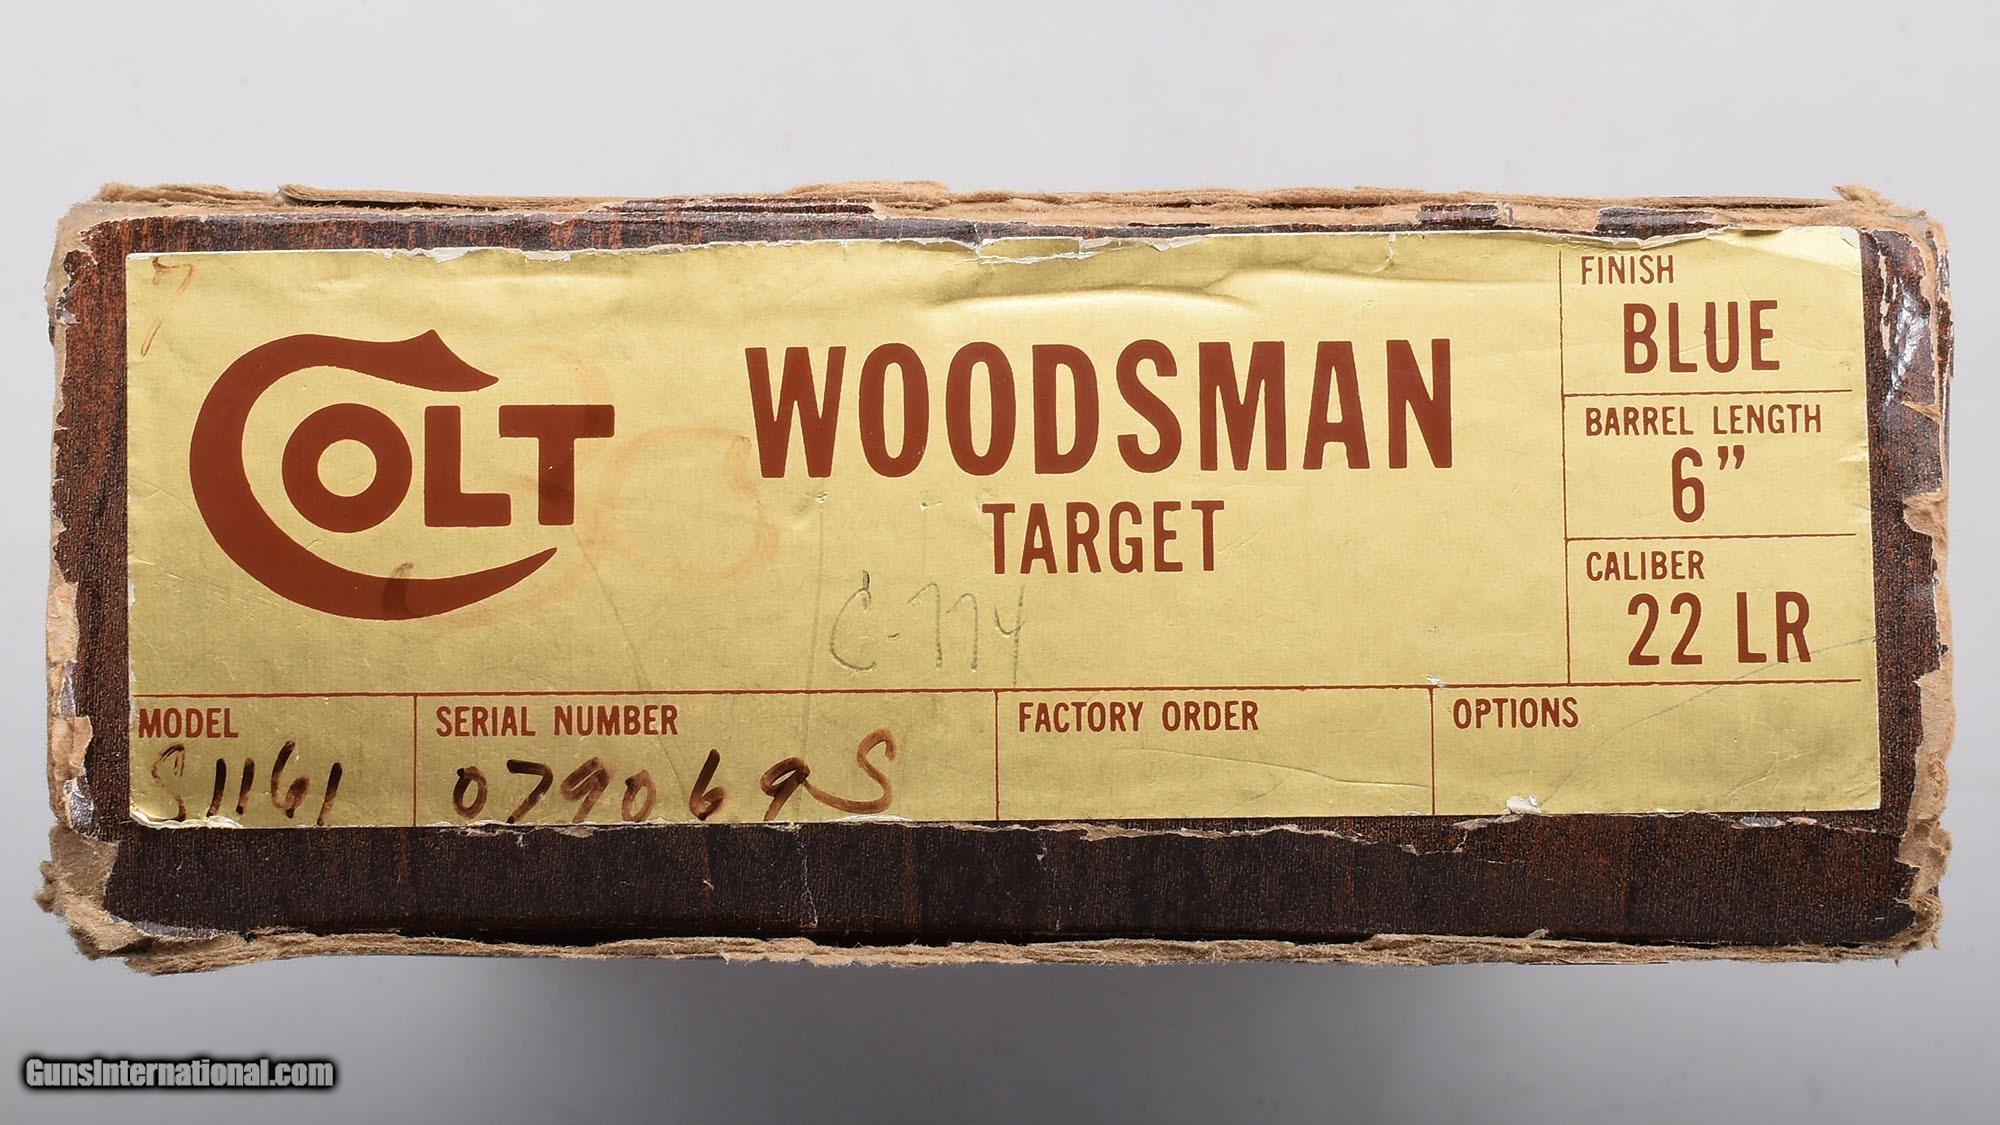 COLT
WOODSMAN
TARGET
C-774
FINISH
BLUE
BARREL LENGTH
6"
CALIBER
22 LR
MODEL
S1161
SERIAL NUMBER
079069S
FACTORY ORDER
OPTIONS
GunsInternational.com